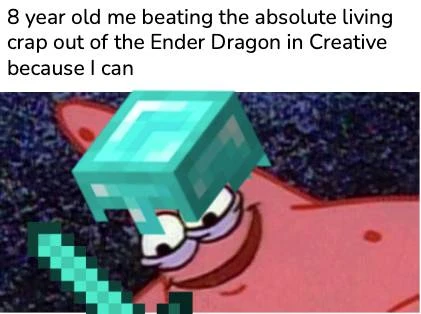 8 year old me beating the absolute living
crap out of the Ender Dragon in Creative
because I can